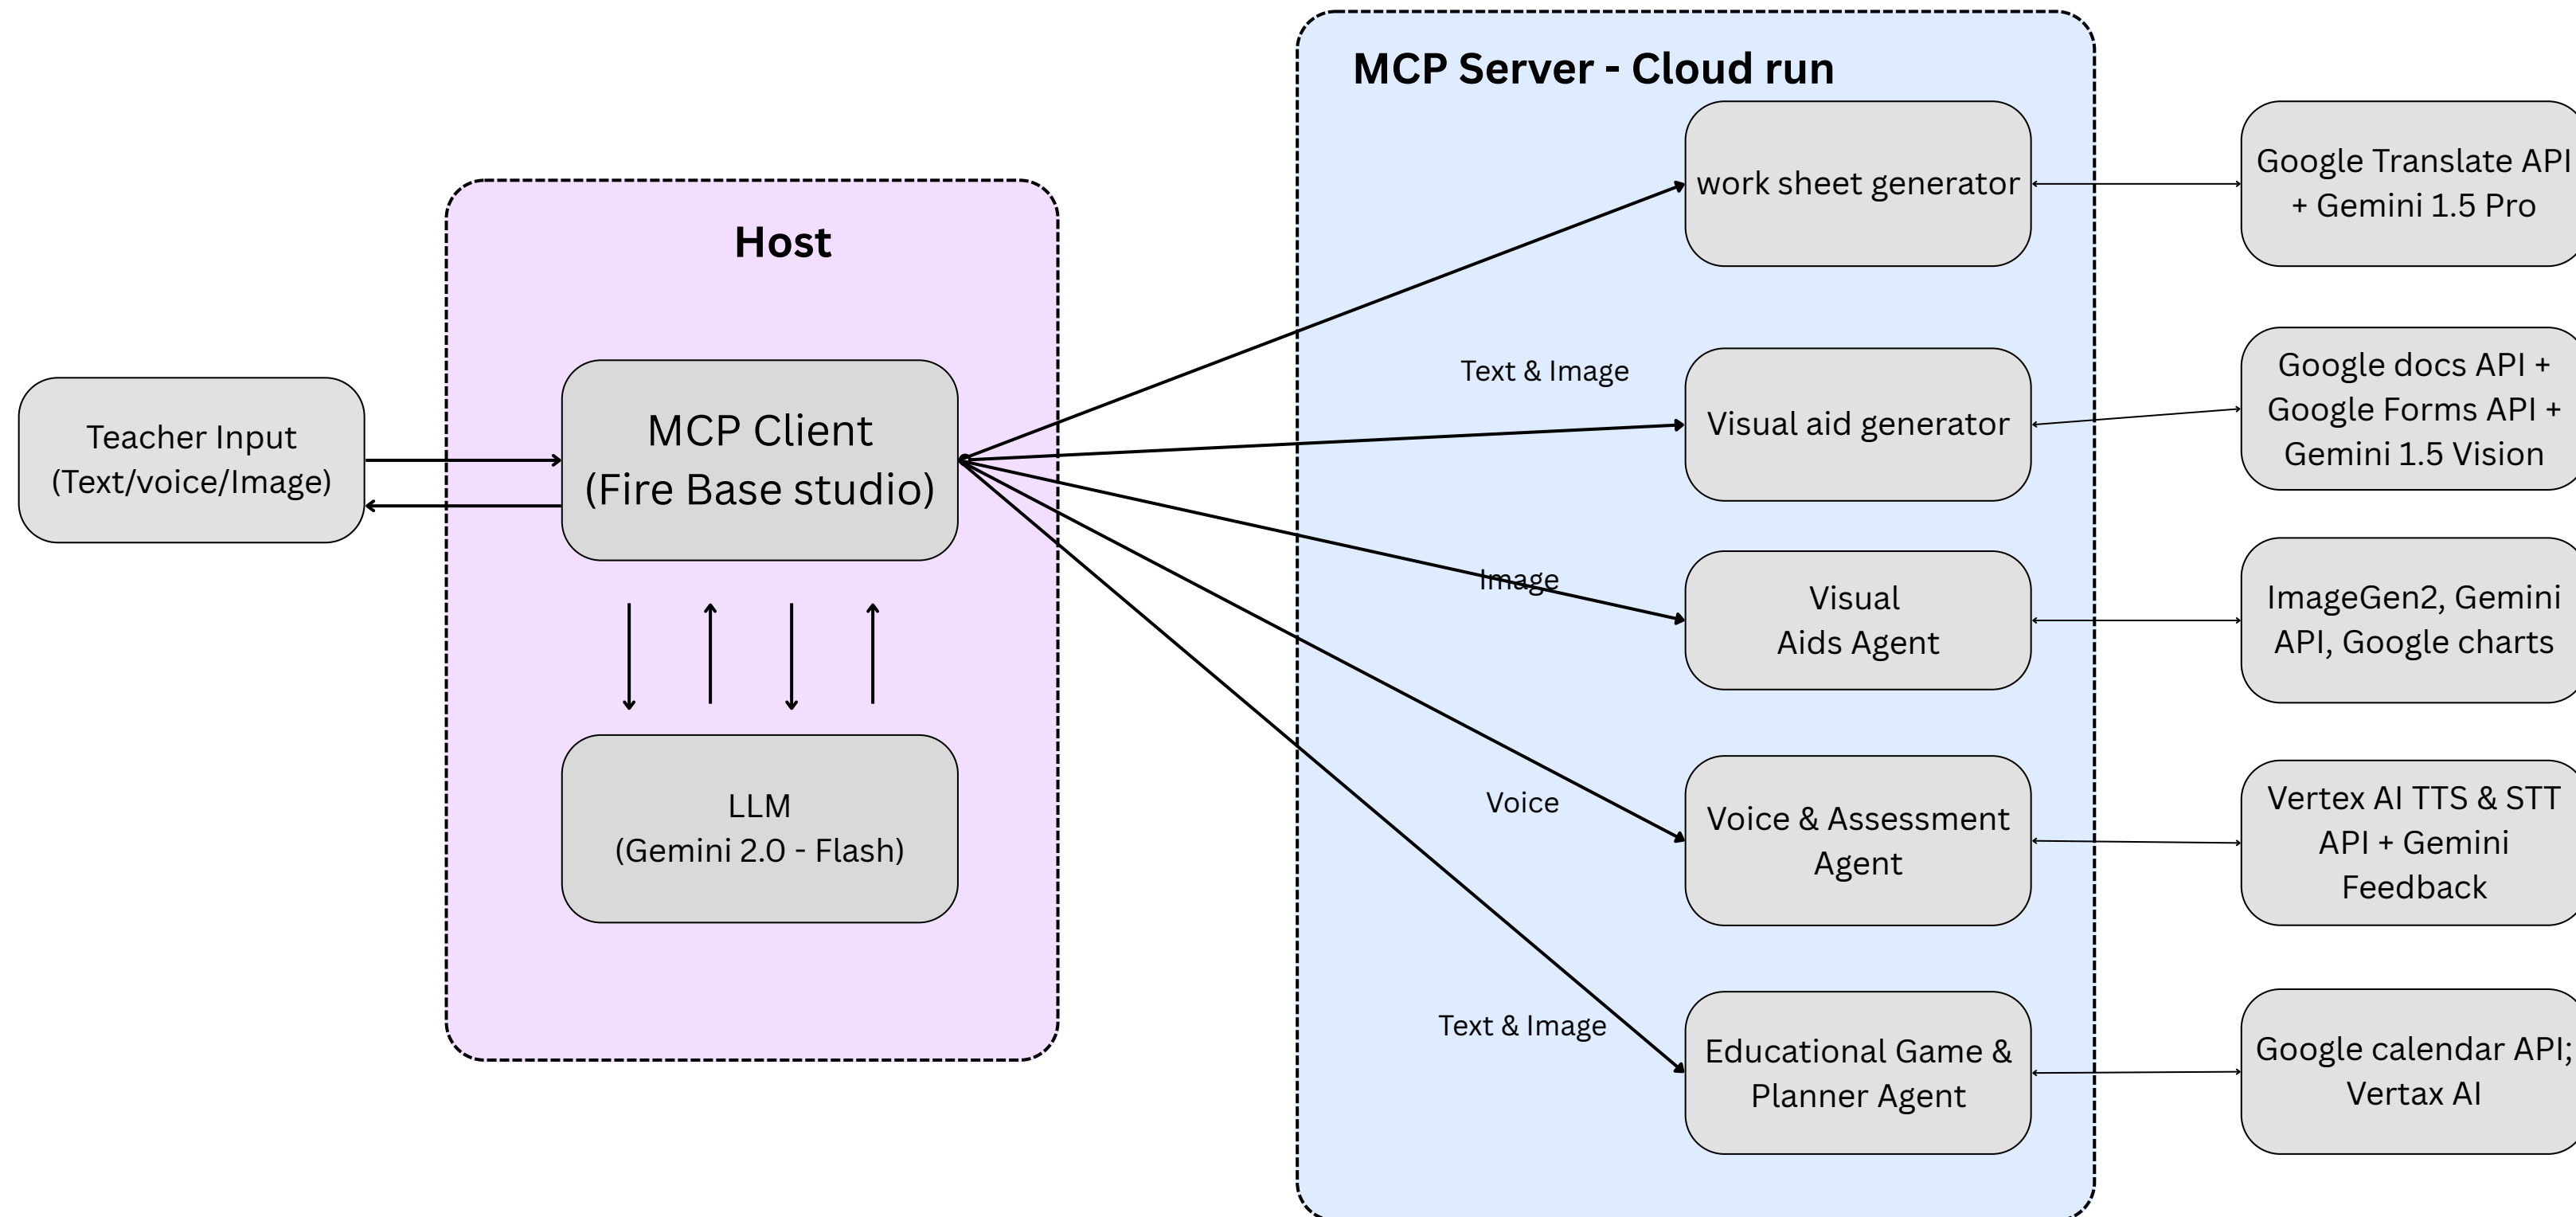 MCP Server - Cloud run
Host
Teacher Input
(Text/voice/Image)
MCP Client
(Fire Base studio)
LLM
(Gemini 2.0 - Flash)
Text & Image
Image
Voice
Text & Image
work sheet generator
Visual aid generator
Visual
Aids Agent
Voice & Assessment
Agent
Educational Game &
Planner Agent
Google Translate API
+ Gemini 1.5 Pro
Google docs API +
Google Forms API +
Gemini 1.5 Vision
ImageGen2, Gemini
API, Google charts
Vertex AI TTS & STT
API + Gemini
Feedback
Google calendar API;
Vertax AI